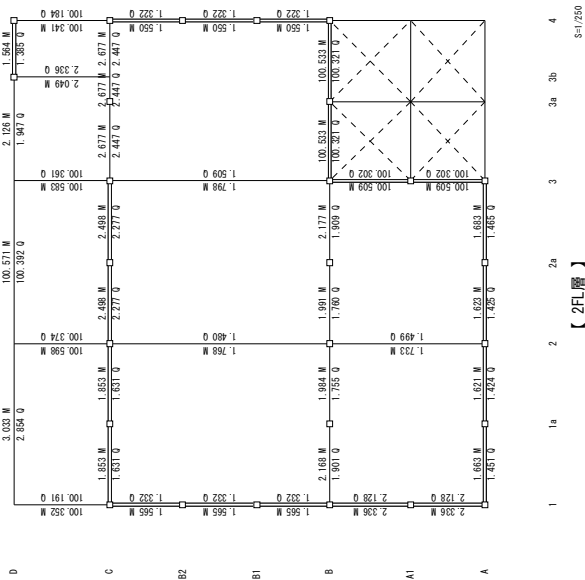 S=1/250
4
100.184 Q
100.341 M
1.322 Q
1.550 M
1.322 Q
1.550 M
1.322 Q
1.550 M
1.564 M
1.385 Q
2.677 M
2.447 Q
100.533 M
100.321 Q
3b
2.336 Q
2.049 M
2.677 M
2.447 Q
3a
2.126 M
1.947 Q
2.677 M
2.447 Q
100.533 M
100.321 Q
3
100.361 Q
100.583 M
1.509 Q
1.798 M
100.302 Q
100.509 M
100.302 Q
100.509 M
100.571 M
100.392 Q
2.498 M
2.277 Q
2.177 M
1.909 Q
1.683 M
1.465 Q
2a
2.498 M
2.277 Q
1.991 M
1.760 Q
1.623 M
1.425 Q
2
100.374 Q
100.598 M
1.480 Q
1.768 M
1.499 Q
1.733 M
3.033 M
2.854 Q
1.853 M
1.631 Q
1.984 M
1.755 Q
1.621 M
1.424 Q
1a
1.853 M
1.631 Q
2.168 M
1.901 Q
1.663 M
1.451 Q
1
100.191 Q
100.352 M
1.332 Q
1.565 M
1.332 Q
1.565 M
1.332 Q
1.565 M
2.128 Q
2.336 M
2.128 Q
2.336 M
D
C
B2
B1
B
A1
A
【 2FL層 】